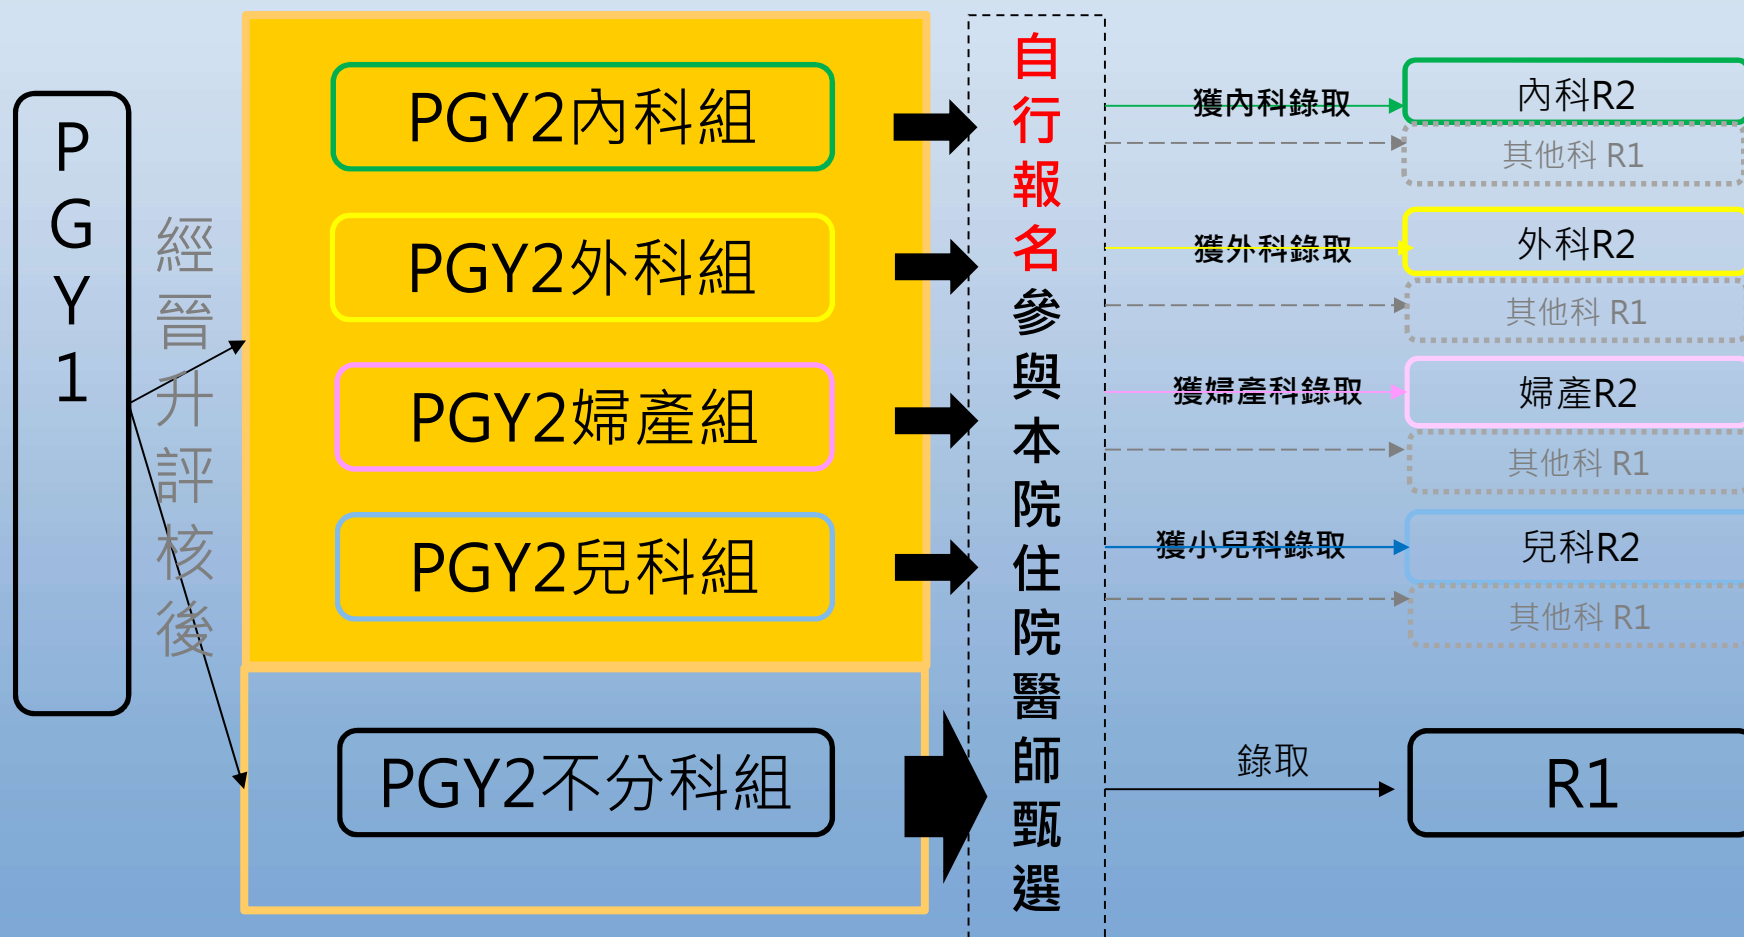 PGY1
經晉升評核後
PGY2內科組
PGY2外科組
PGY2婦產組
PGY2兒科組
PGY2不分科組
自行報名參與本院住院醫師甄選
獲內科錄取
內科R2
其他科 R1
獲外科錄取
外科R2
其他科 R1
獲婦產科錄取
婦產R2
其他科 R1
獲小兒科錄取
兒科R2
其他科 R1
錄取
R1